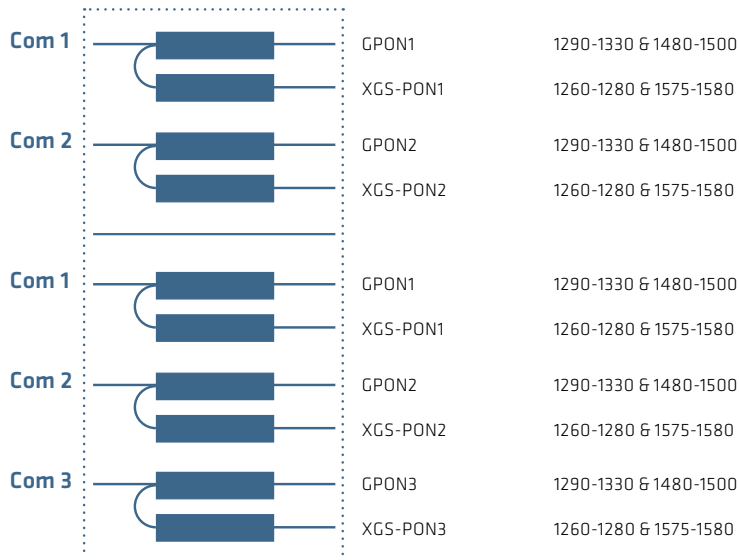 Com 1 GPON1 1290-1330 & 1480-1500
XGS-PON1 1260-1280 & 1575-1580
Com 2 GPON2 1290-1330 & 1480-1500
XGS-PON2 1260-1280 & 1575-1580
Com 1 GPON1 1290-1330 & 1480-1500
XGS-PON1 1260-1280 & 1575-1580
Com 2 GPON2 1290-1330 & 1480-1500
XGS-PON2 1260-1280 & 1575-1580
Com 3 GPON3 1290-1330 & 1480-1500
XGS-PON3 1260-1280 & 1575-1580